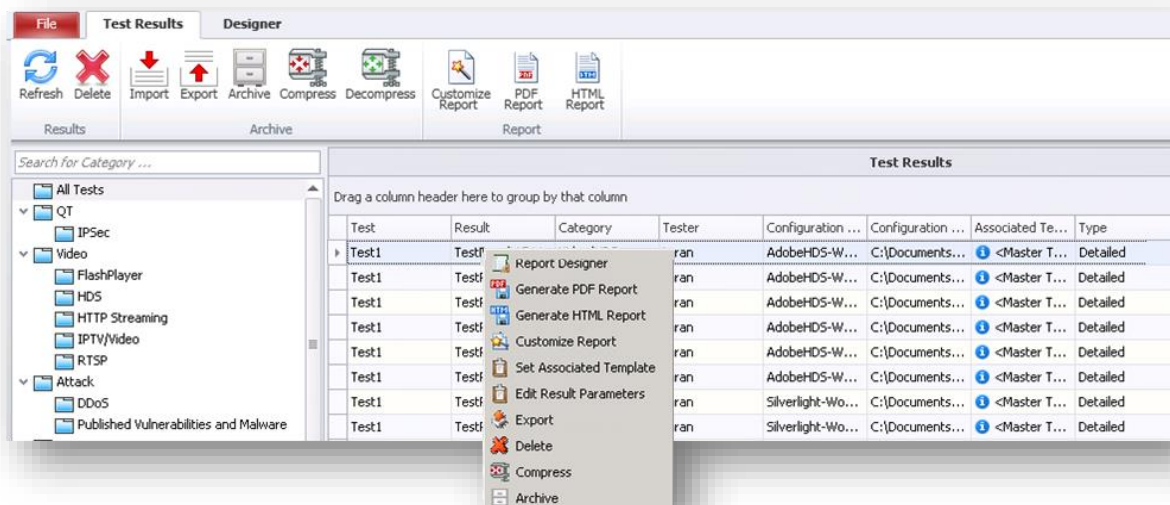 File Test Results Designer
Refresh Delete Import Export Archive Compress Decompress Customize Report PDF Report HTML Report
Results Archive Report
Search for Category ...
All Tests
QT
IPSec
Video
FlashPlayer
HDS
HTTP Streaming
IPTV/Video
RTSP
Attack
DDoS
Published Vulnerabilities and Malware
Test Results
Drag a column header here to group by that column
Test Result Category Tester Configuration ... Configuration ... Associated Te... Type
Test1 AdobeHDS-W... C:\Documents... <Master T... Detailed
Test1 AdobeHDS-W... C:\Documents... <Master T... Detailed
Test1 AdobeHDS-W... C:\Documents... <Master T... Detailed
Test1 AdobeHDS-W... C:\Documents... <Master T... Detailed
Test1 AdobeHDS-W... C:\Documents... <Master T... Detailed
Test1 AdobeHDS-W... C:\Documents... <Master T... Detailed
Test1 Silverlight-Wo... C:\Documents... <Master T... Detailed
Test1 Silverlight-Wo... C:\Documents... <Master T... Detailed
Report Designer
Generate PDF Report
Generate HTML Report
Customize Report
Set Associated Template
Edit Result Parameters
Export
Delete
Compress
Archive